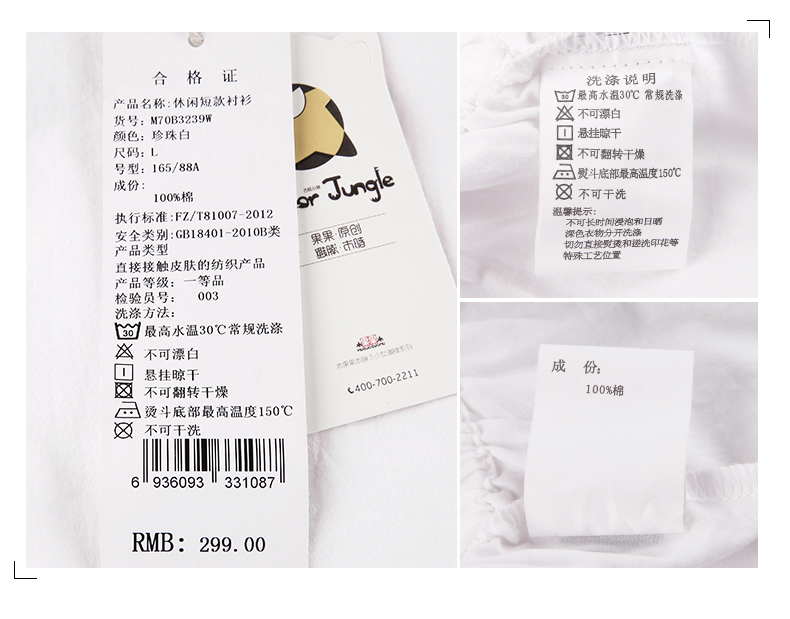 合 格 证
产品名称:休闲短款衬衫
货号: M70B3239W
颜色: 珍珠白
尺码: L
号型: 165/88A
成份:
100%棉
执行标准:FZ/T81007-2012
安全类别:GB18401-2010B类
产品类型
直接接触皮肤的纺织产品
产品等级: 一等品
检验员号: 003
洗涤方法:
30 最高水温30℃常规洗涤
不可漂白
悬挂晾干
不可翻转干燥
熨斗底部最高温度150℃
不可干洗
6 936093 331087
RMB: 299.00
or Jungle
果果·原创
400-700-2211
洗涤说明
30 最高水温30℃ 常规洗涤
不可漂白
悬挂晾干
不可翻转干燥
熨斗底部最高温度150℃
不可干洗
温馨提示:
不可长时间浸泡和日晒
深色衣物分开洗涤
切勿直接熨烫和搓洗印花等
特殊工艺位置
成 份:
100%棉